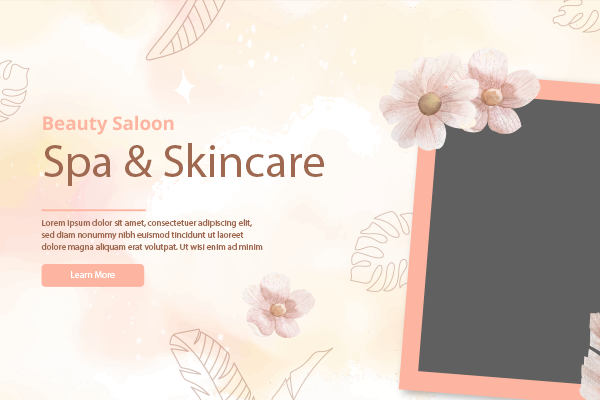 Beauty Saloon
Spa & Skincare
Lorem ipsum dolor sit amet, consectetuer adipiscing elit,
sed diam nonummy nibh euismod tincidunt ut laoreet
dolore magna aliquam erat volutpat. Ut wisi enim ad minim
Learn More